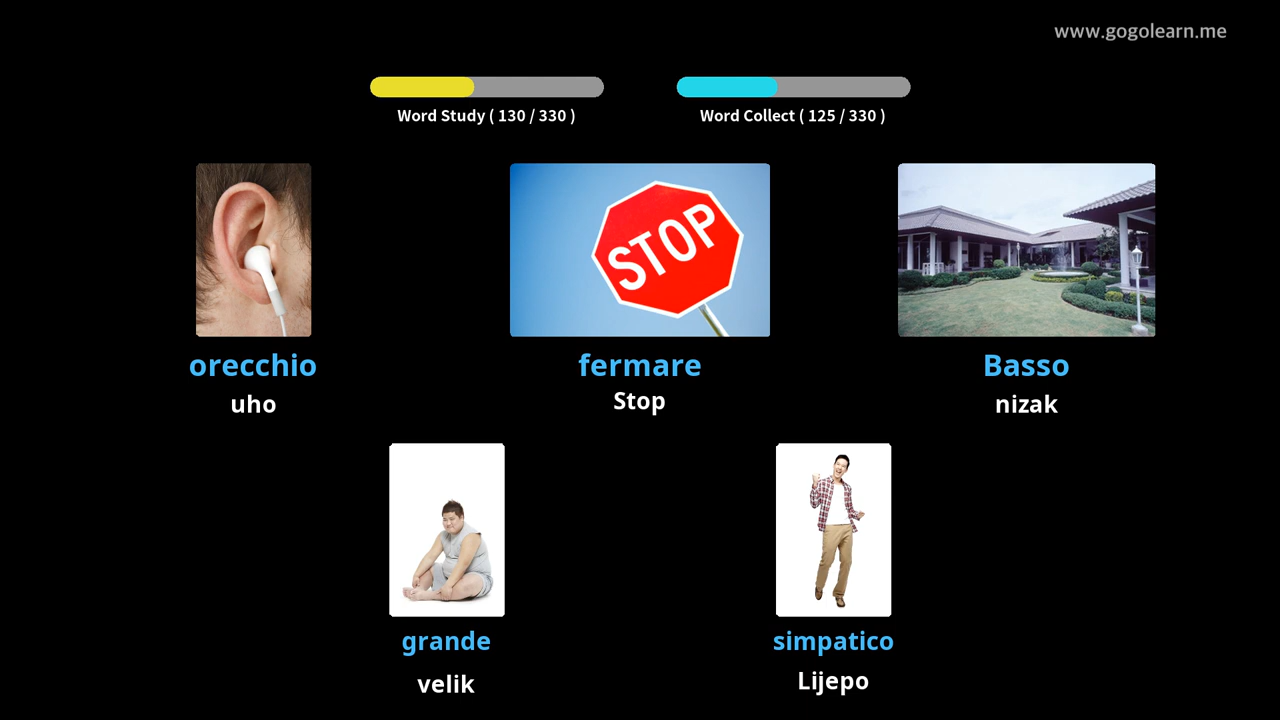 www.gogolearn.me
Word Study ( 130 / 330 )
Word Collect ( 125 / 330 )
STOP
orecchio
fermare
Basso
uho
Stop
nizak
grande
simpatico
velik
Lijepo